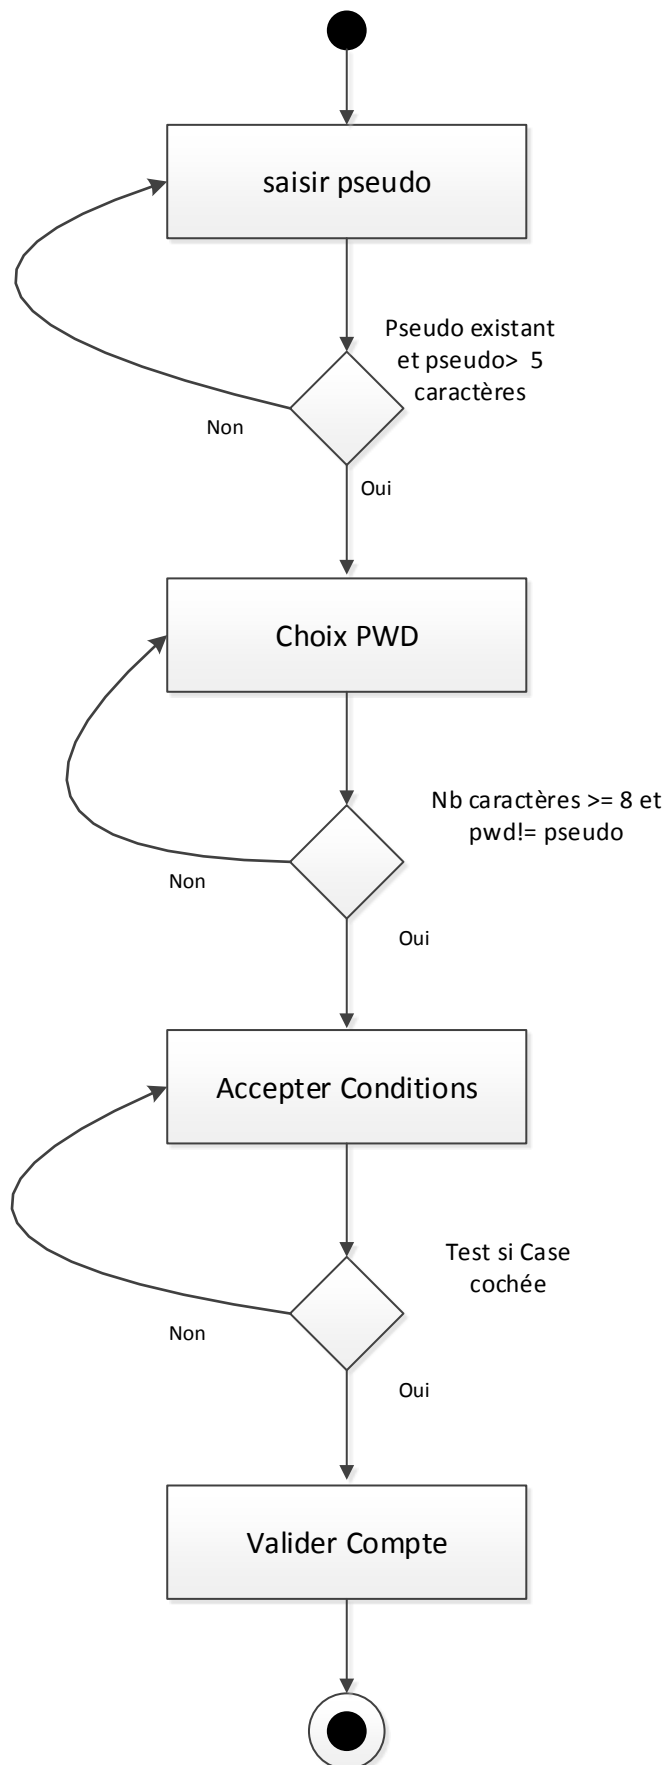 saisir pseudo
Pseudo existant
et pseudo> 5
caractères
Non
Oui
Choix PWD
Nb caractères >= 8 et
pwd!= pseudo
Non
Oui
Accepter Conditions
Test si Case
cochée
Non
Oui
Valider Compte